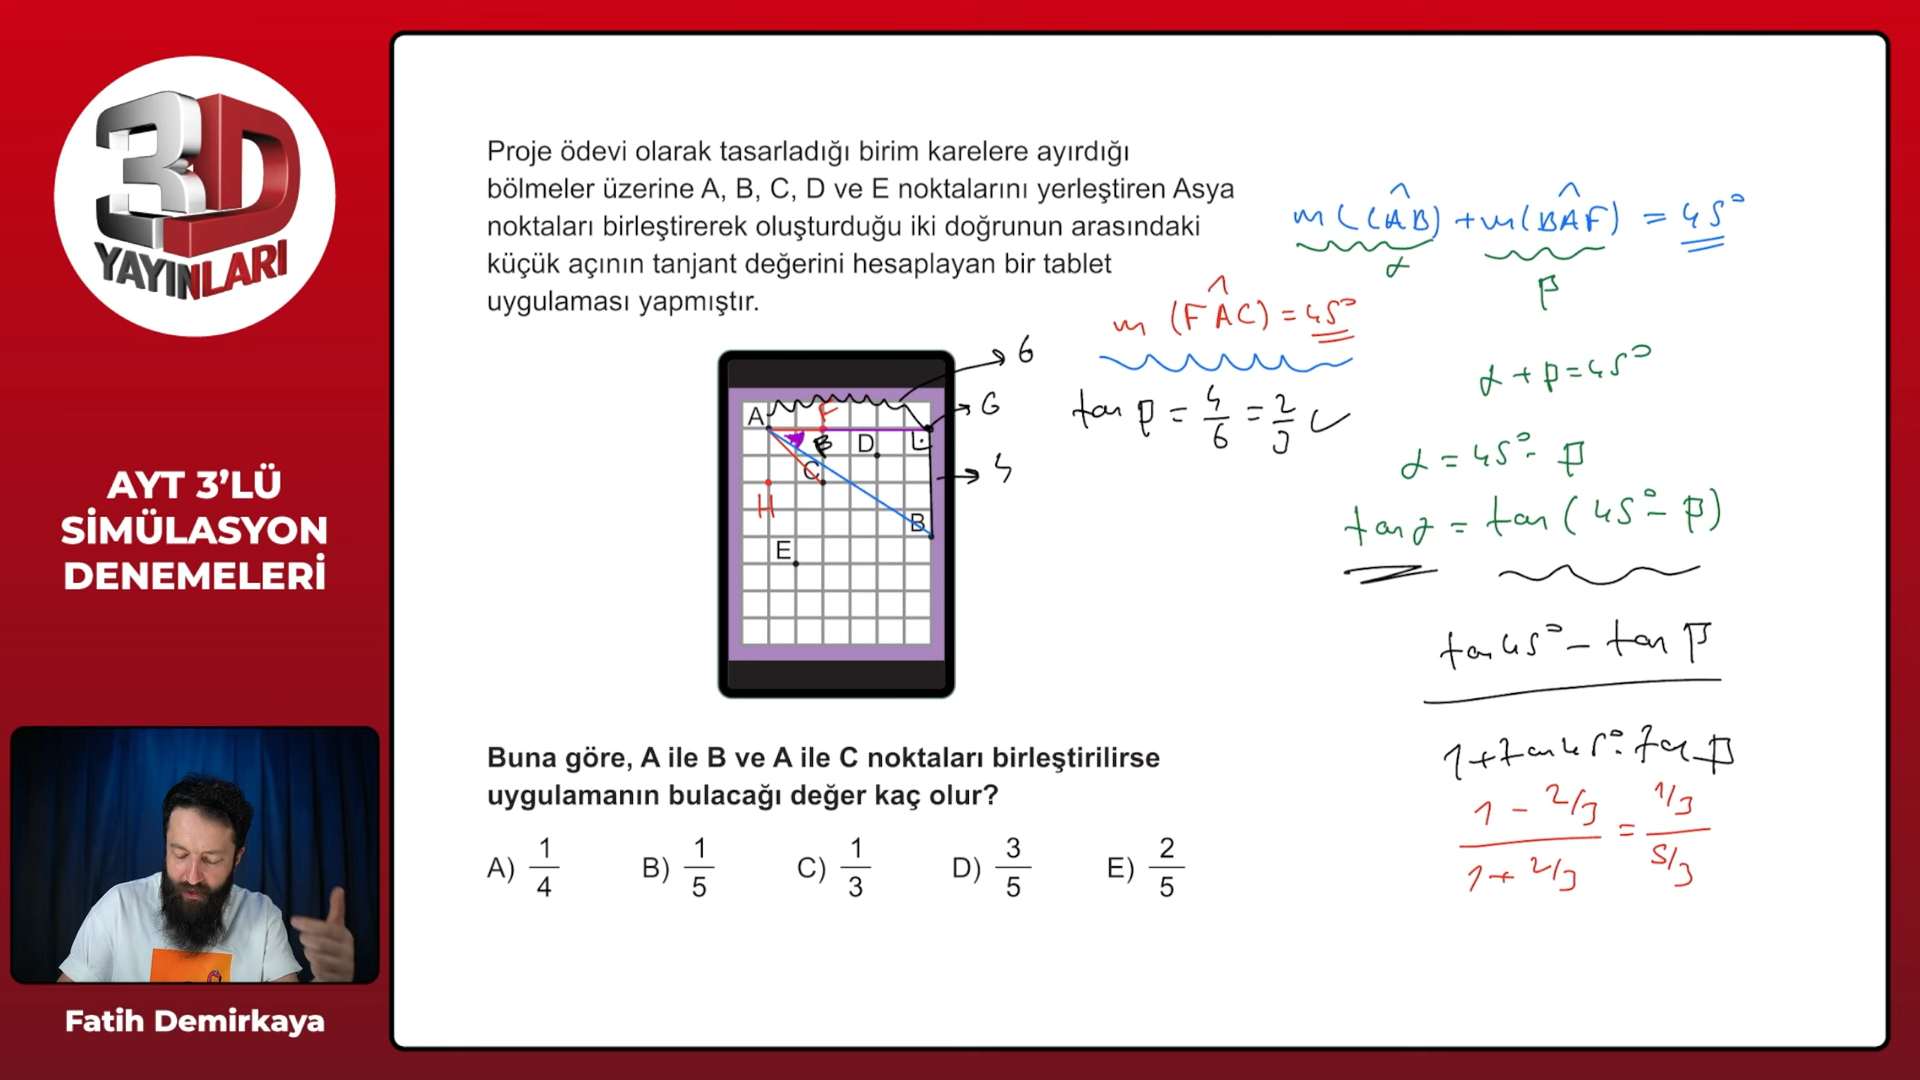 3D
YAYINLARI
AYT 3’LÜ
SİMÜLASYON
DENEMELERİ
Fatih Demirkaya
Proje ödevi olarak tasarladığı birim karelere ayırdığı
bölmeler üzerine A, B, C, D ve E noktalarını yerleştiren Asya
noktaları birleştirerek oluşturduğu iki doğrunun arasındaki
küçük açının tanjant değerini hesaplayan bir tablet
uygulaması yapmıştır.
A
F
β
D
C
H
B
E
6
6
4
m (FAC) = 45°
tan β = 4/6 = 2/3
m (CAB) + m(BAF) = 45°
α
β
α + β = 45°
α = 45° - β
tan α = tan (45° - β)
tan 45° - tan β
1 + tan 45° . tan β
1 - 2/3 = 1/3
1 + 2/3 5/3
Buna göre, A ile B ve A ile C noktaları birleştirilirse
uygulamanın bulacağı değer kaç olur?
A) 1/4 B) 1/5 C) 1/3 D) 3/5 E) 2/5